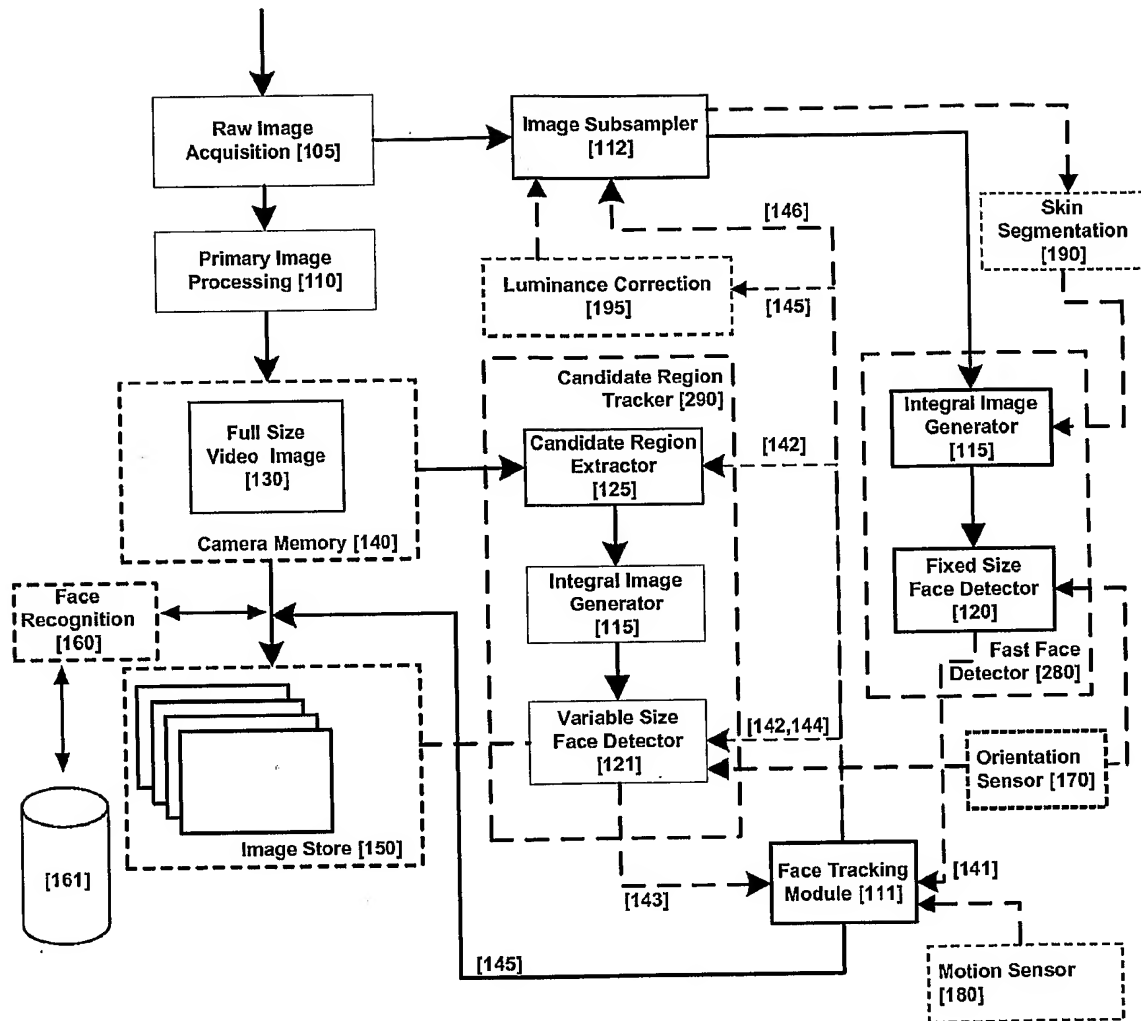 Raw Image
Acquisition [105]
Image Subsampler
[112]
Primary Image
Processing [110]
[146]
Skin
Segmentation
[190]
Luminance Correction
[195]
[145]
Candidate Region
Tracker [290]
Full Size
Video Image
[130]
Camera Memory [140]
Candidate Region
Extractor
[125]
[142]
Integral Image
Generator
[115]
Integral Image
Generator
[115]
Fixed Size
Face Detector
[120]
Fast Face
Detector [280]
Face
Recognition
[160]
[161]
Image Store [150]
Variable Size
Face Detector
[121]
[142,144]
Orientation
Sensor [170]
[143]
Face Tracking
Module [111]
[141]
[145]
Motion Sensor
[180]